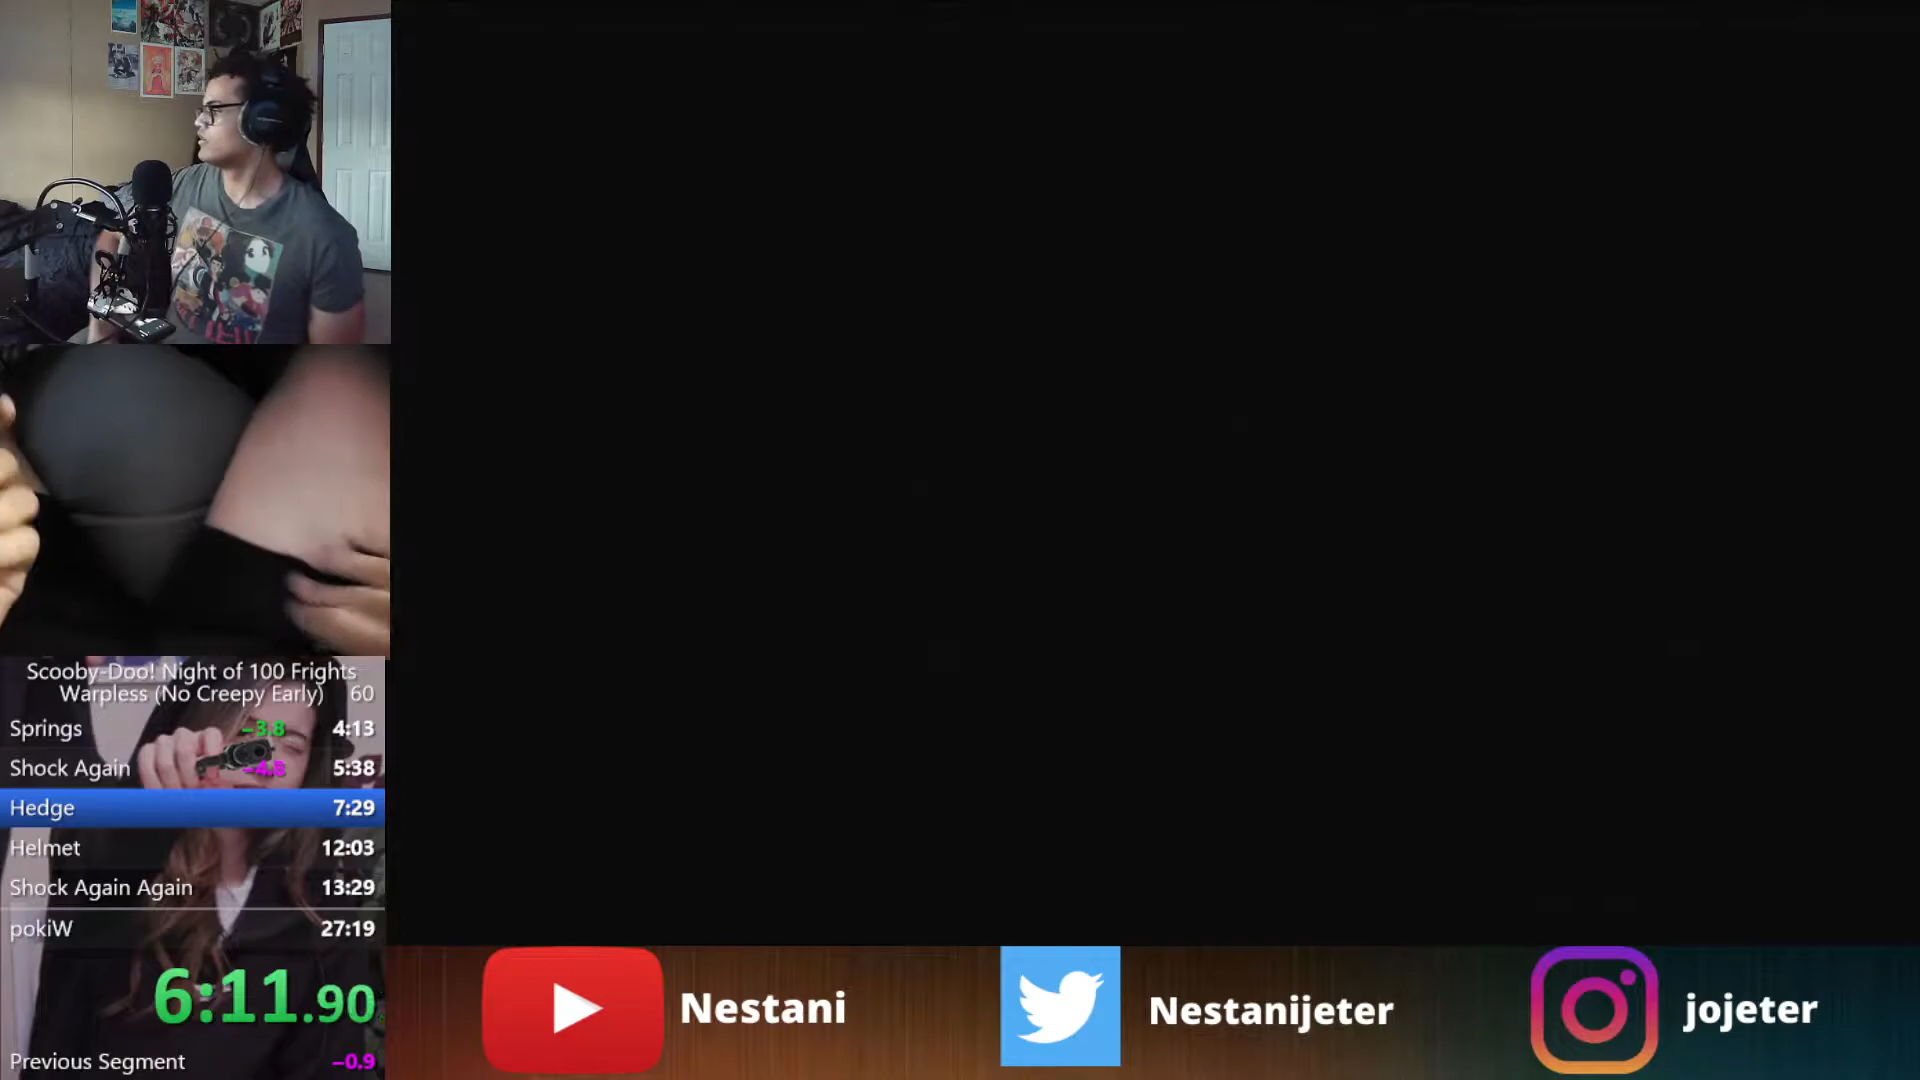 Scooby-Doo! Night of 100 Frights
Warpless (No Creepy Early) 60
Springs -3.8 4:13
Shock Again -4.8 5:38
Hedge 7:29
Helmet 12:03
Shock Again Again 13:29
pokiW 27:19
6:11.90
Previous Segment -0.9
Nestani
Nestanijeter
jojeter